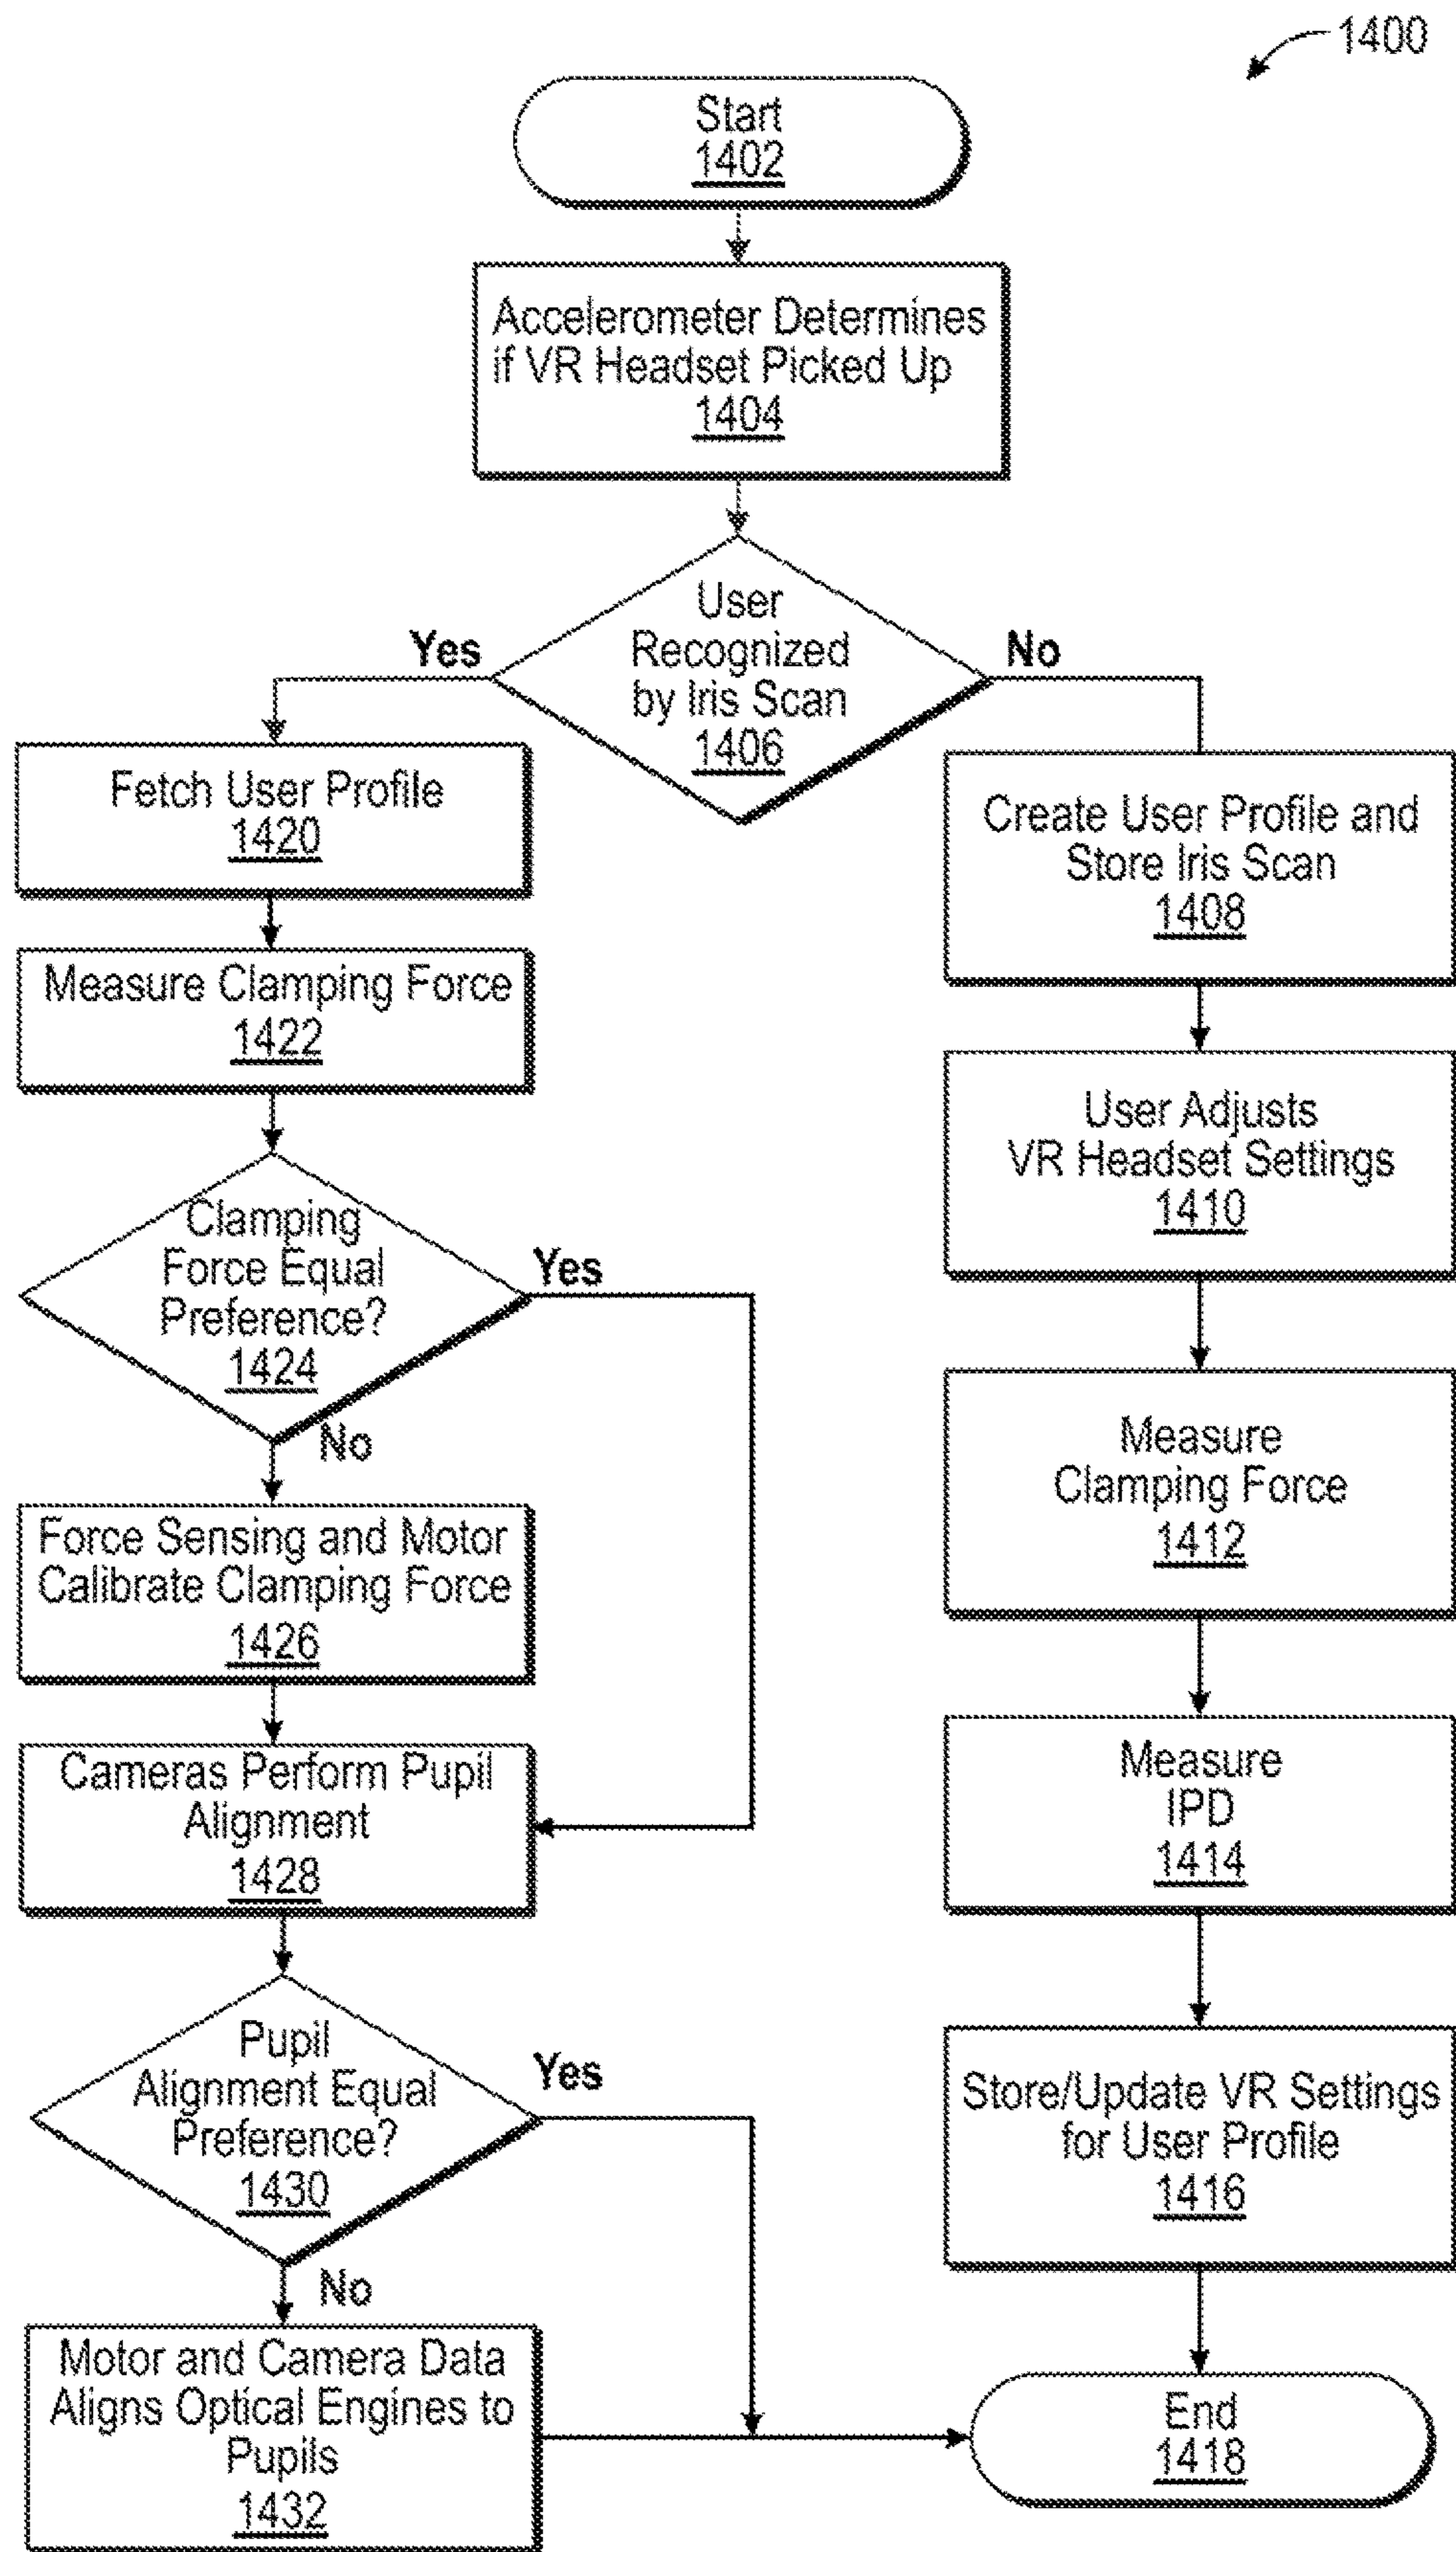 1400
Start
1402
Accelerometer Determines
if VR Headset Picked Up
1404
User
Recognized
by Iris Scan
1406
Yes
No
Fetch User Profile
1420
Measure Clamping Force
1422
Clamping
Force Equal
Preference?
1424
Yes
No
Force Sensing and Motor
Calibrate Clamping Force
1426
Cameras Perform Pupil
Alignment
1428
Pupil
Alignment Equal
Preference?
1430
Yes
No
Motor and Camera Data
Aligns Optical Engines to
Pupils
1432
Create User Profile and
Store Iris Scan
1408
User Adjusts
VR Headset Settings
1410
Measure
Clamping Force
1412
Measure
IPD
1414
Store/Update VR Settings
for User Profile
1416
End
1418